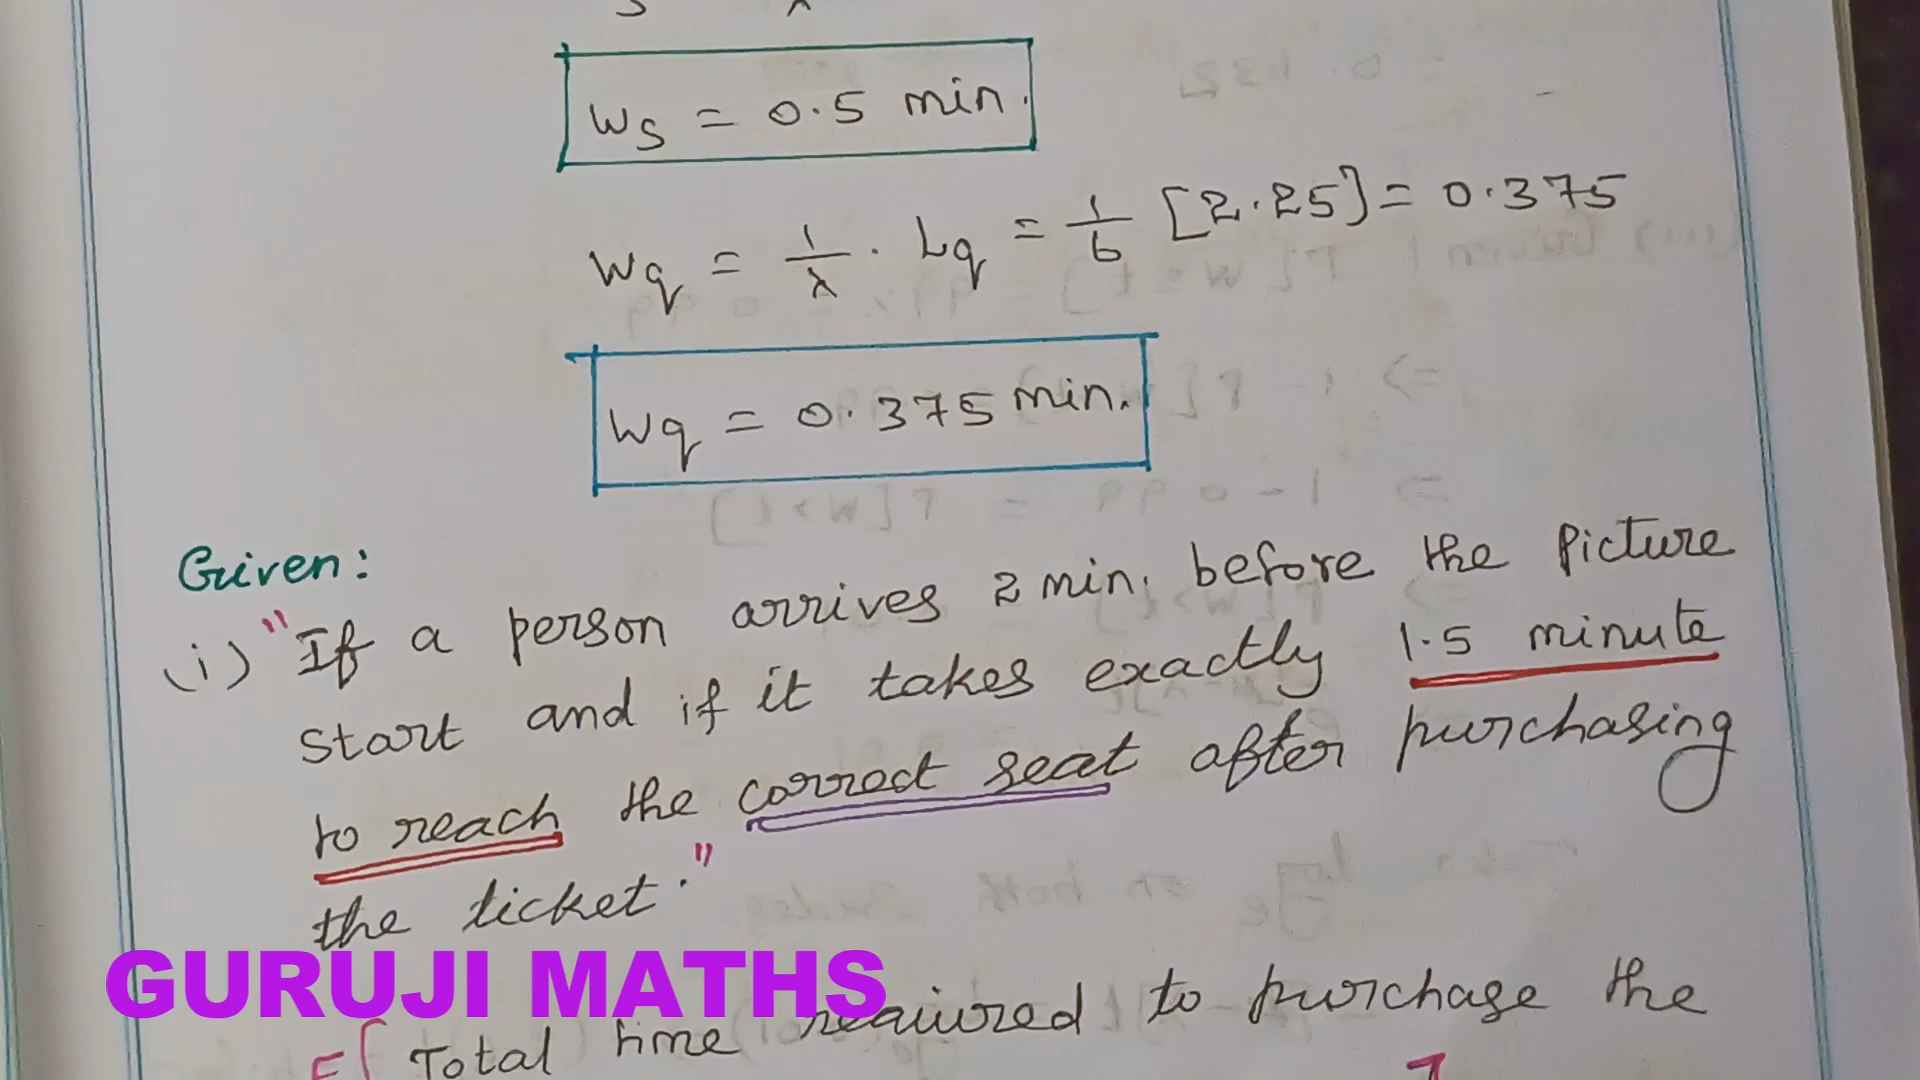 Ws = 0.5 min.
Wq = 1/λ . Lq = 1/6 [2.25] = 0.375
Wq = 0.375 min.
Given:
(i) "If a person arrives 2 min. before the picture
start and if it takes exactly 1.5 minute
to reach the correct seat after purchasing
the ticket."
GURUJI MATHS
E[Total time required to purchase the